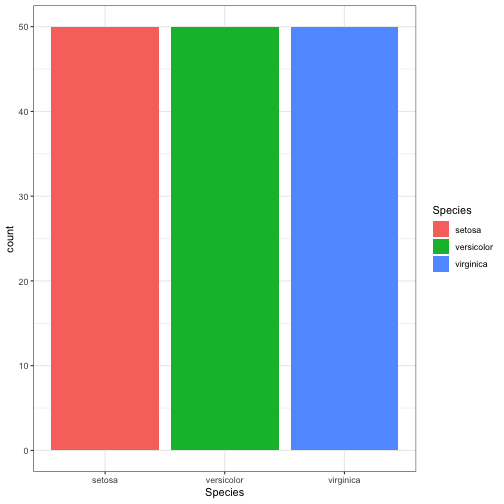 50
40
30
20
10
0
count
setosa
versicolor
virginica
Species
Species
setosa
versicolor
virginica